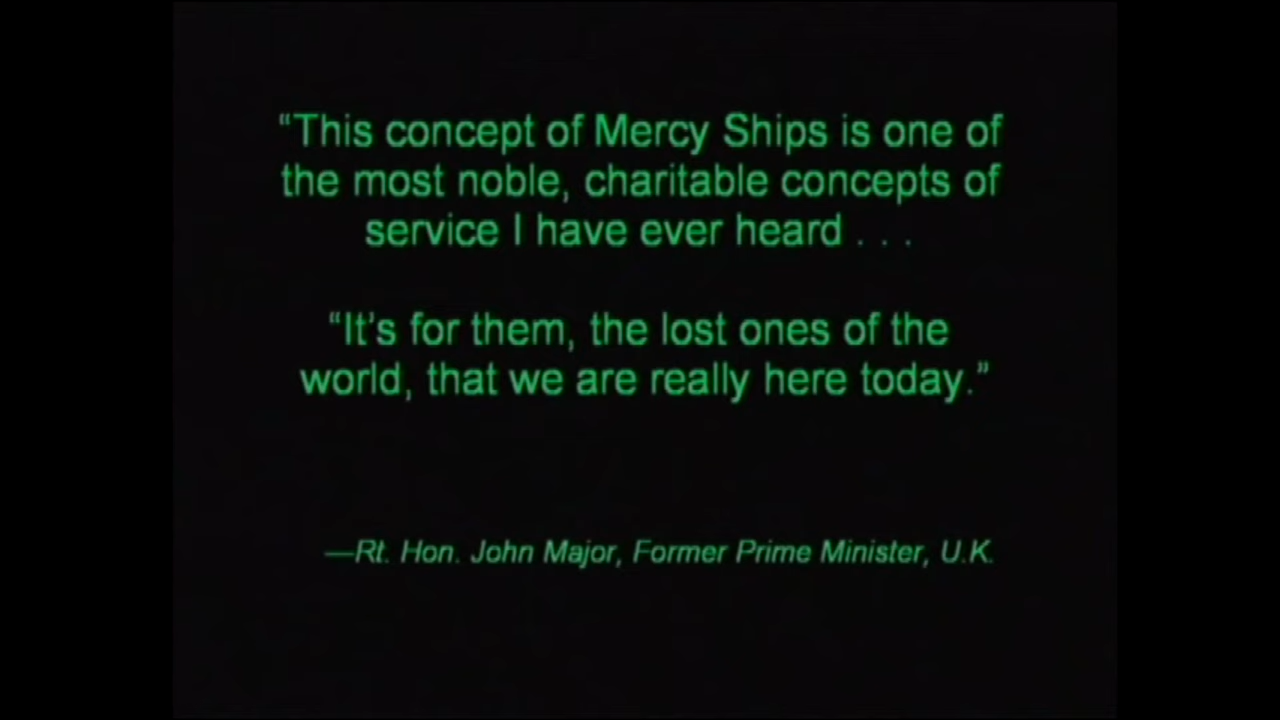 “This concept of Mercy Ships is one of
the most noble, charitable concepts of
service I have ever heard . . .
“It’s for them, the lost ones of the
world, that we are really here today.”
—Rt. Hon. John Major, Former Prime Minister, U.K.